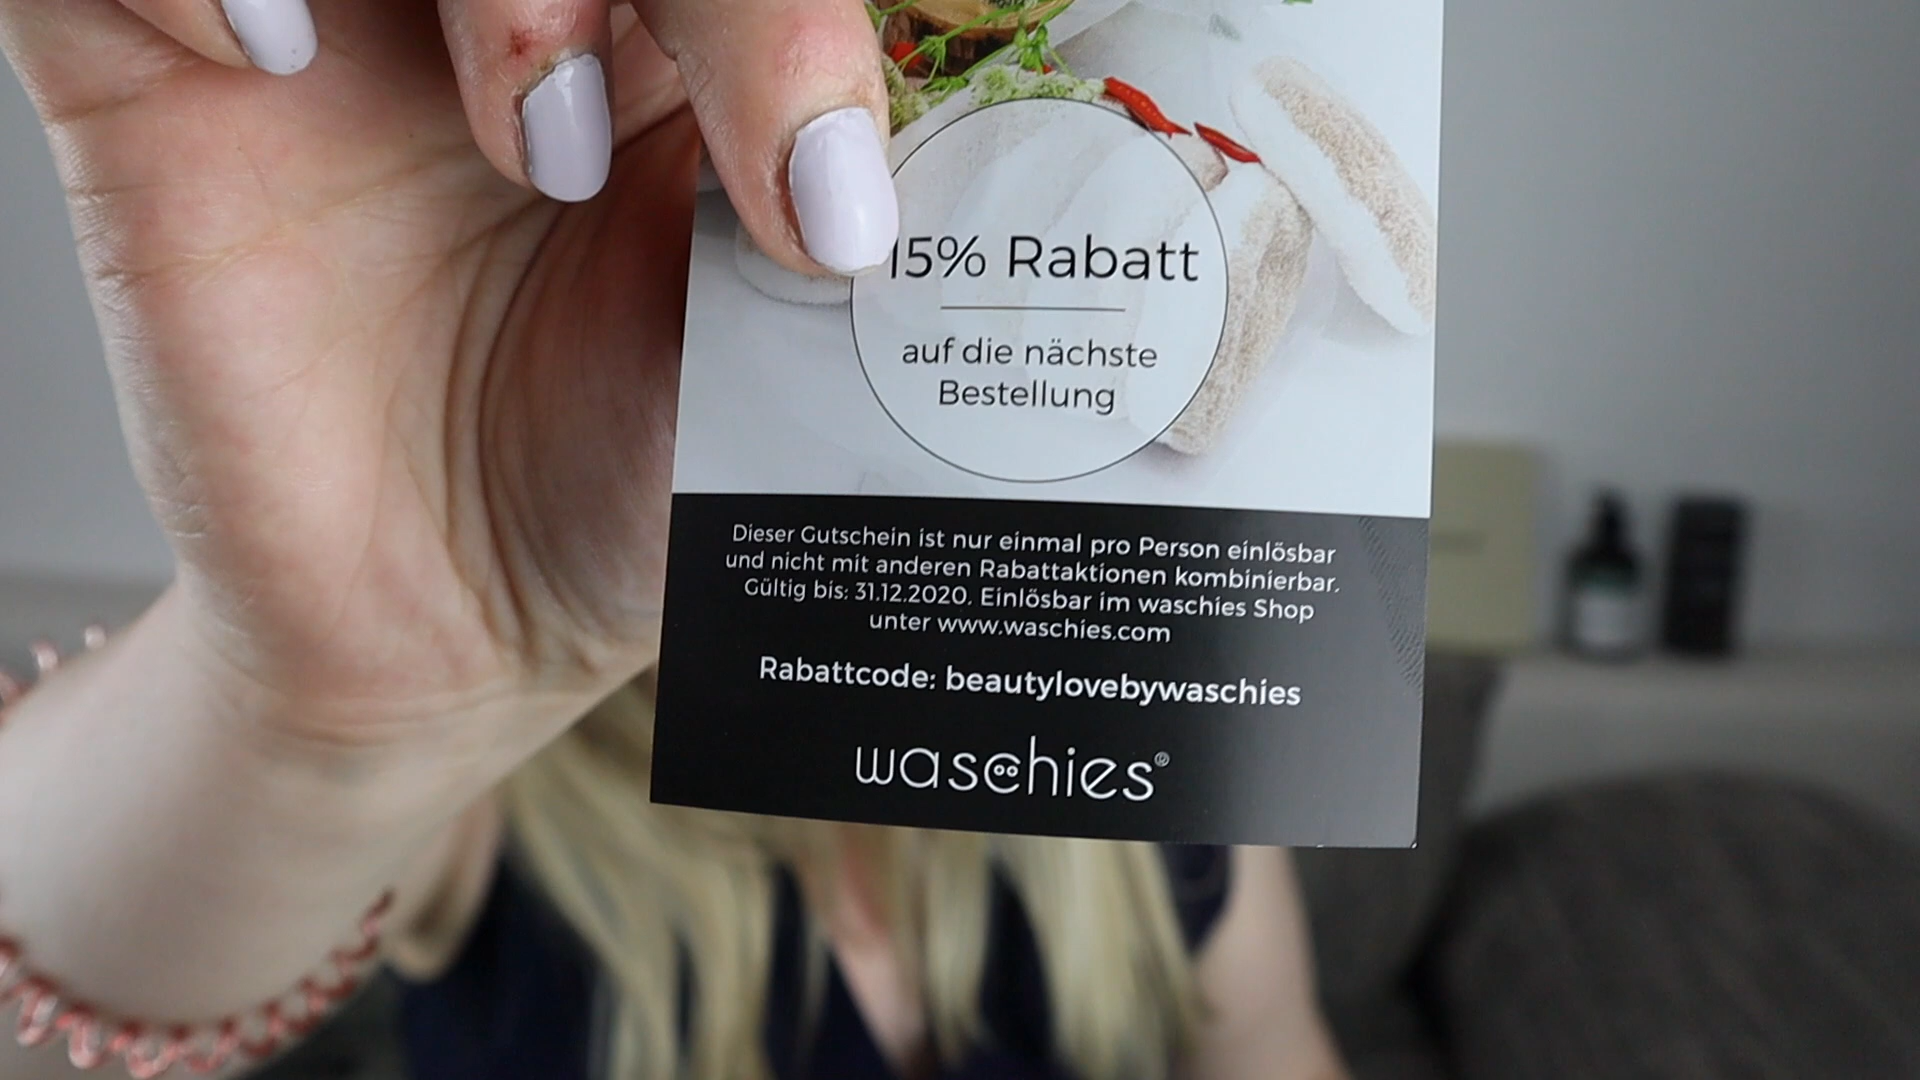 15% Rabatt
auf die nächste
Bestellung
Dieser Gutschein ist nur einmal pro Person einlösbar
und nicht mit anderen Rabattaktionen kombinierbar.
Gültig bis: 31.12.2020. Einlösbar im waschies Shop
unter www.waschies.com
Rabattcode: beautylovebywaschies
waschies®